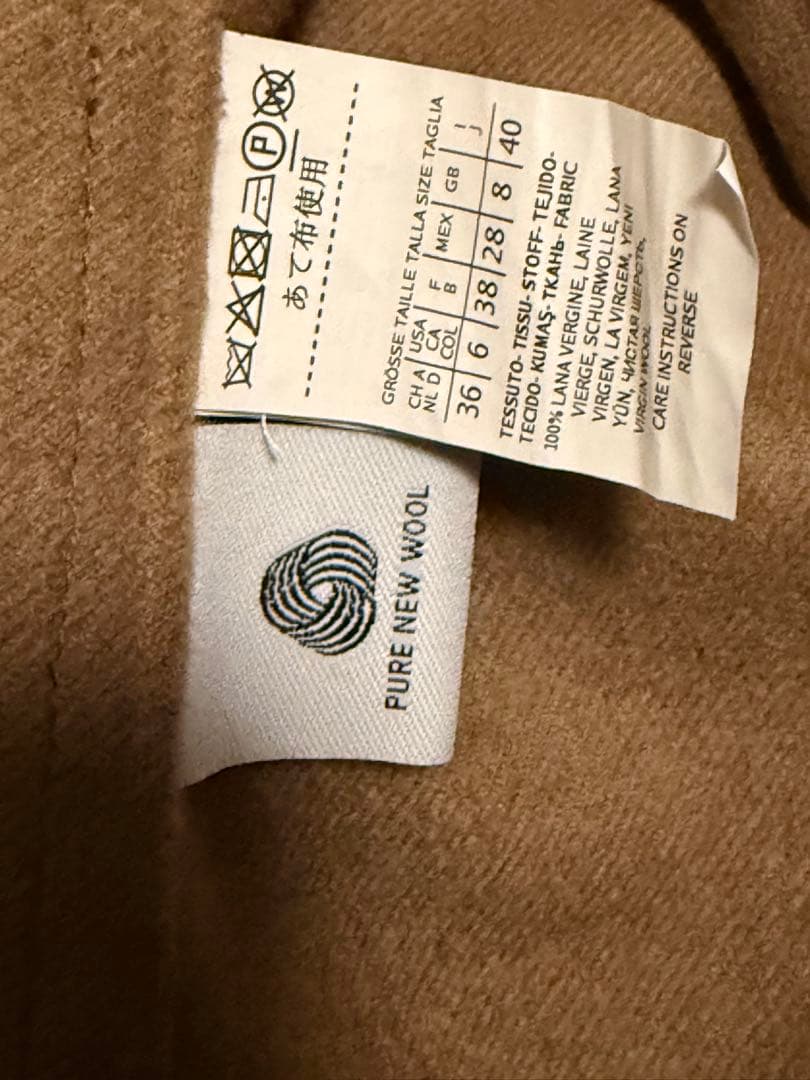 P W
あて布使用
GRÖSSE TAILLE TALLA SIZE TAGLIA
CH A USA F MEX GB I
NL D CA B J
COL
36 6 38 28 8 40
TESSUTO- TISSU- STOFF- TEJIDO-
TECIDO- KUMAŞ- ТКАНЬ- FABRIC
100% LANA VERGINE, LAINE
VIERGE, SCHURWOLLE, LANA
VIRGEN, LA VIRGEM, YENI
YÜN, ЧИСТАЯ ШЕРСТЬ,
VIRGIN WOOL
CARE INSTRUCTIONS ON
REVERSE
PURE NEW WOOL